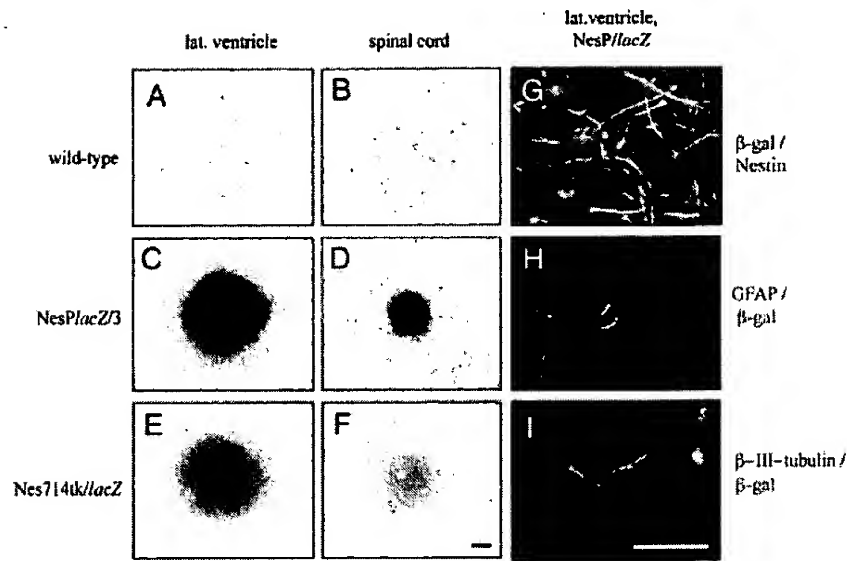 lat. ventricle
spinal cord
lat.ventricle,
NesP/lacZ
A
B
G
wild-type
β-gal /
Nestin
C
D
H
NesPlacZ/3
GFAP /
β-gal
E
F
I
Nes714tk/lacZ
β-III-tubulin /
β-gal